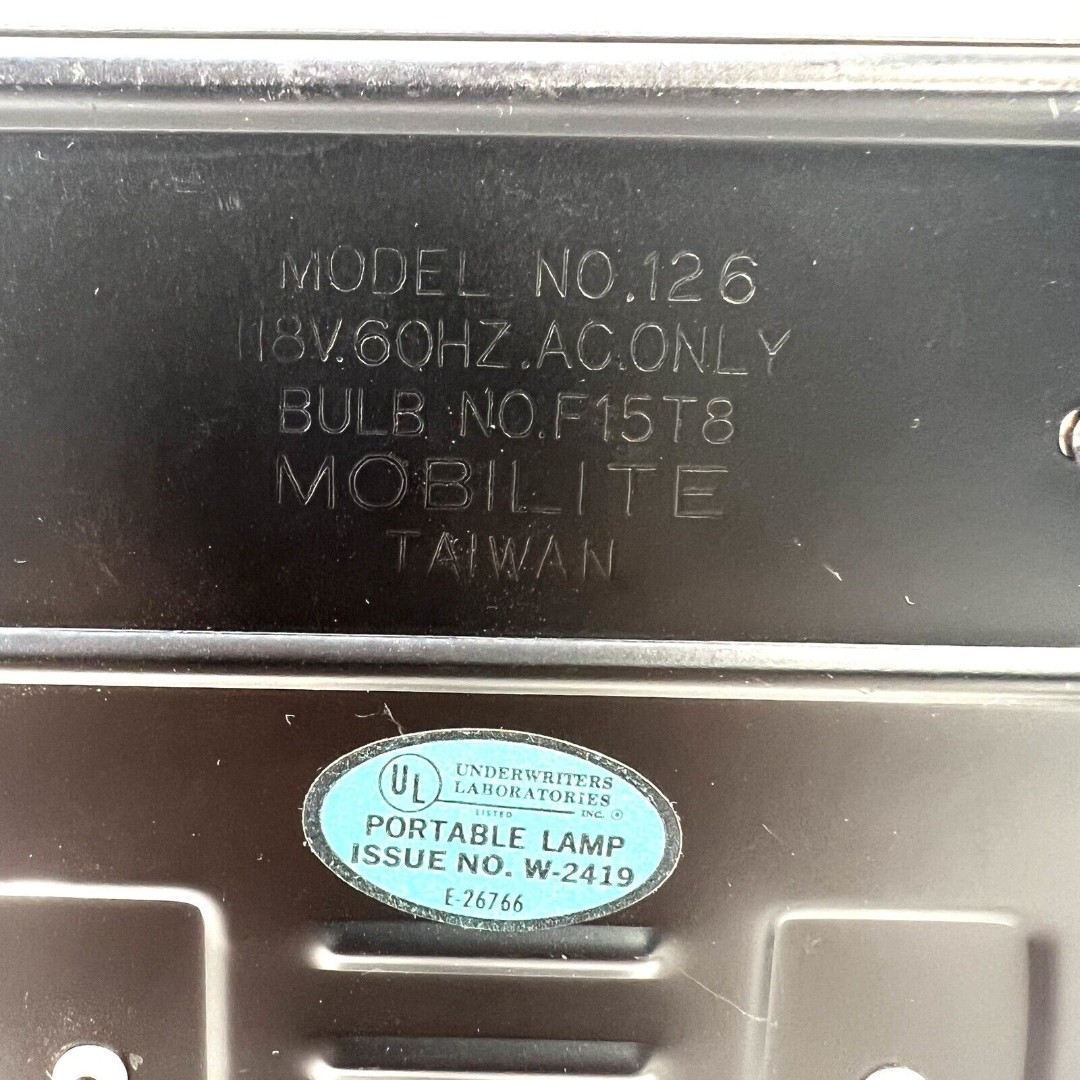 MODEL NO.126
118V.60HZ.AC.ONLY
BULB NO.F15T8
MOBILITE
TAIWAN
UL
UNDERWRITERS
LABORATORIES
LISTED
INC. ®
PORTABLE LAMP
ISSUE NO. W-2419
E-26766